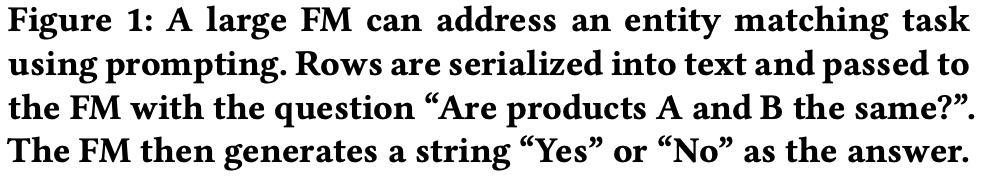 Figure 1: A large FM can address an entity matching task
using prompting. Rows are serialized into text and passed to
the FM with the question “Are products A and B the same?”.
The FM then generates a string “Yes” or “No” as the answer.